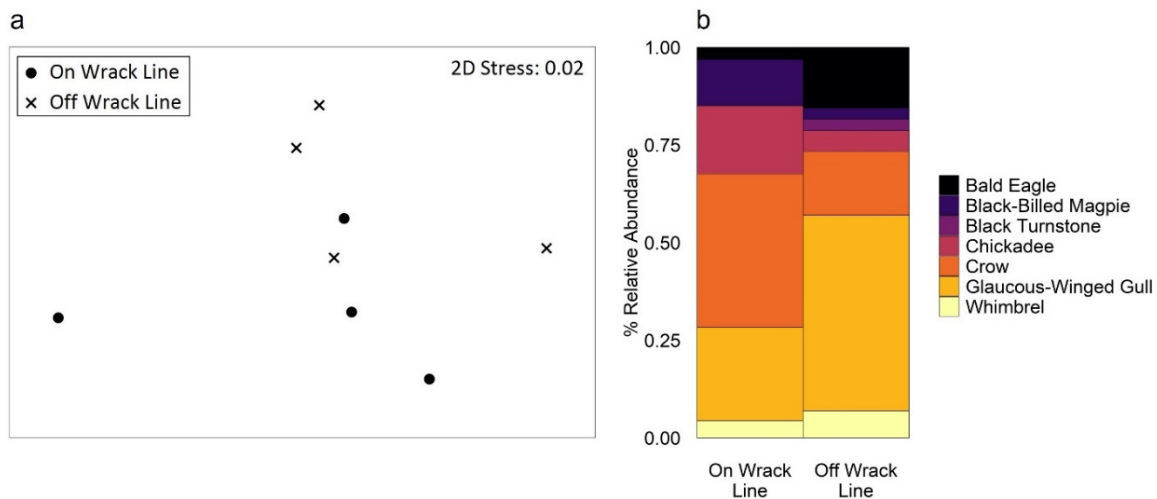 a
On Wrack Line
Off Wrack Line
2D Stress: 0.02
b
% Relative Abundance
1.00
0.75
0.50
0.25
0.00
On Wrack
Line
Off Wrack
Line
Bald Eagle
Black-Billed Magpie
Black Turnstone
Chickadee
Crow
Glaucous-Winged Gull
Whimbrel